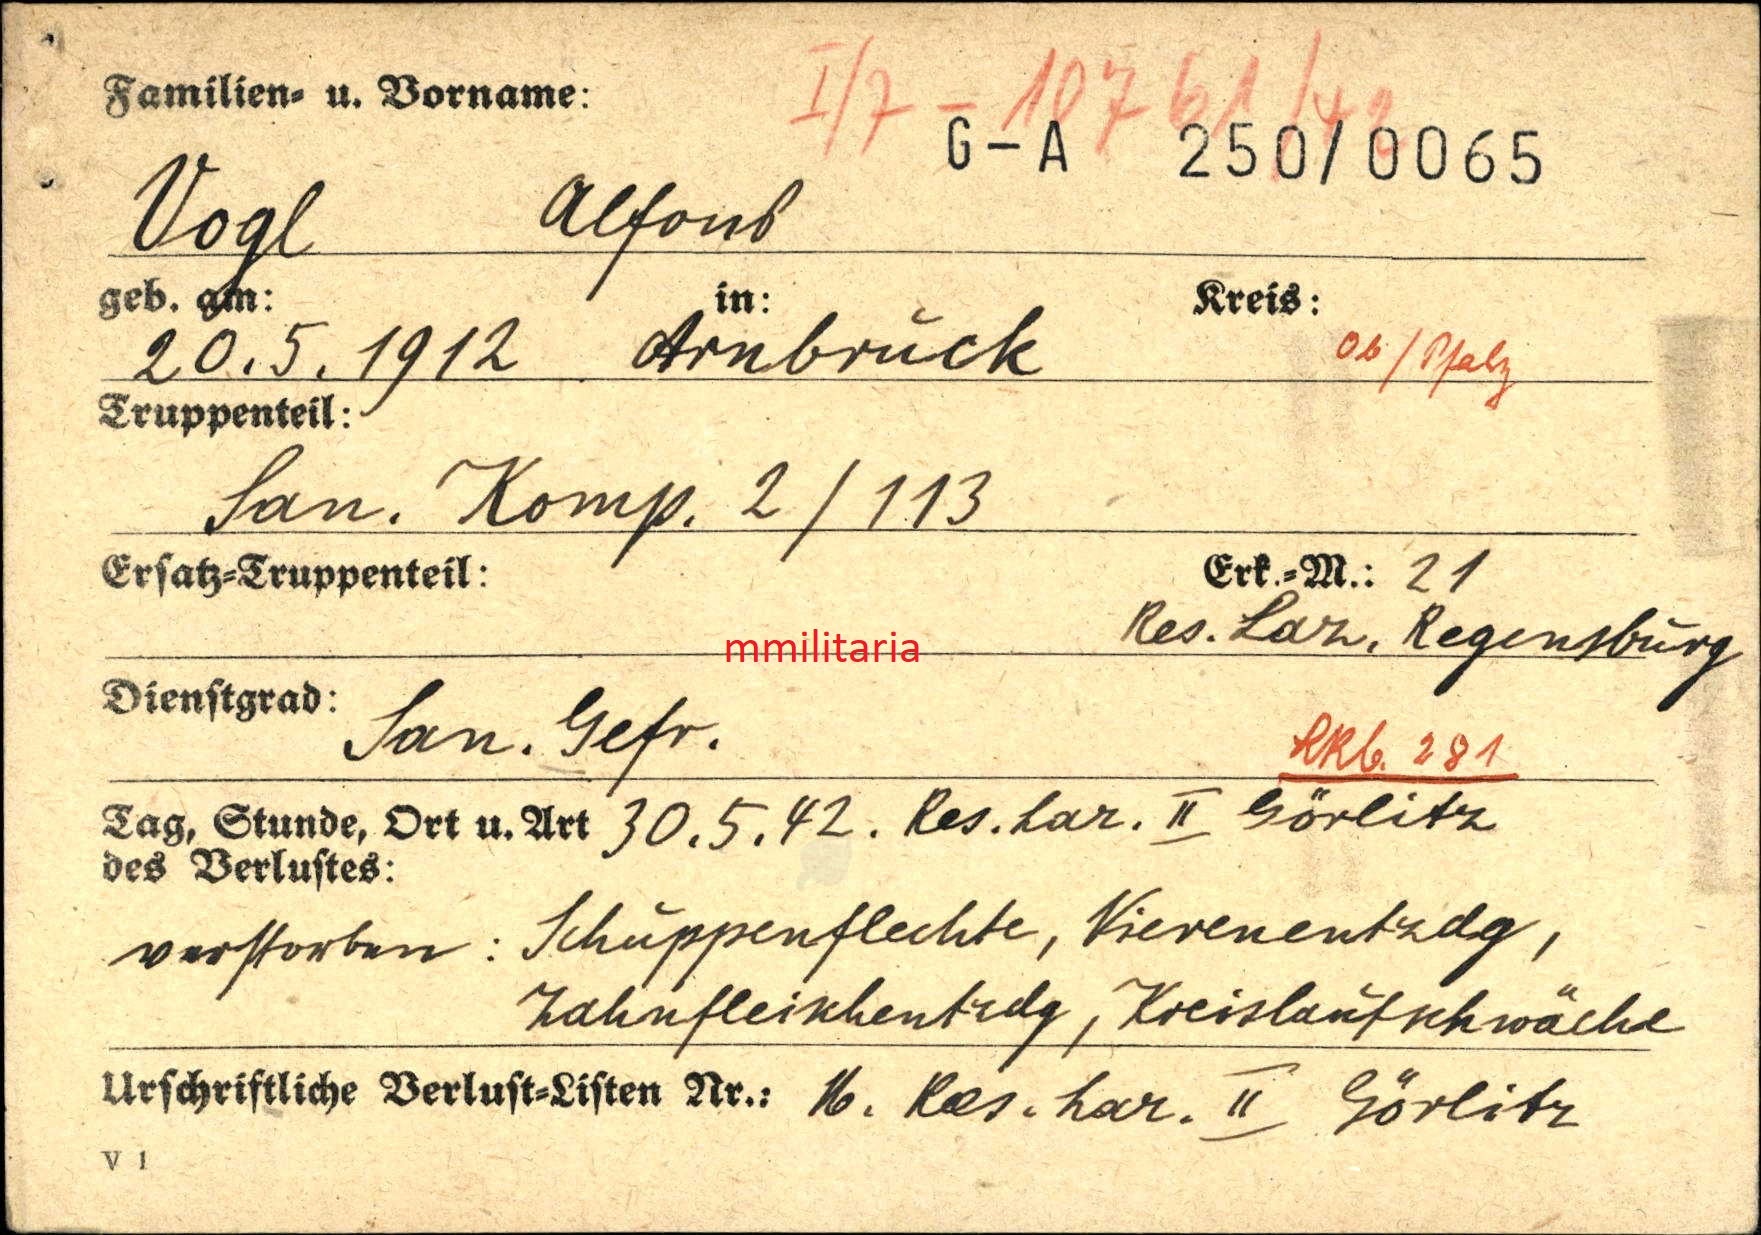 Familien- u. Vorname:
I/7 - 10761/42
G-A 250/0065
Vogl Alfons
geb. am: in: Kreis:
20.5.1912 Arnbrück Ob/Pfalz
Truppenteil:
San. Komp. 2/113
Ersatz-Truppenteil: Erk.-M.: 21
Res. Laz. Regensburg
mmilitaria
Dienstgrad: San. Gefr.
281
Tag, Stunde, Ort u. Art 30.5.42. Res. Laz. II Görlitz
des Verlustes:
verstorben: Schuppenflechte, Nierenentzdg,
Zahnfleischentzdg, Kreislaufschwäche
Urschriftliche Verlust-Listen Nr.: 16. Res. Laz. II Görlitz
V 1